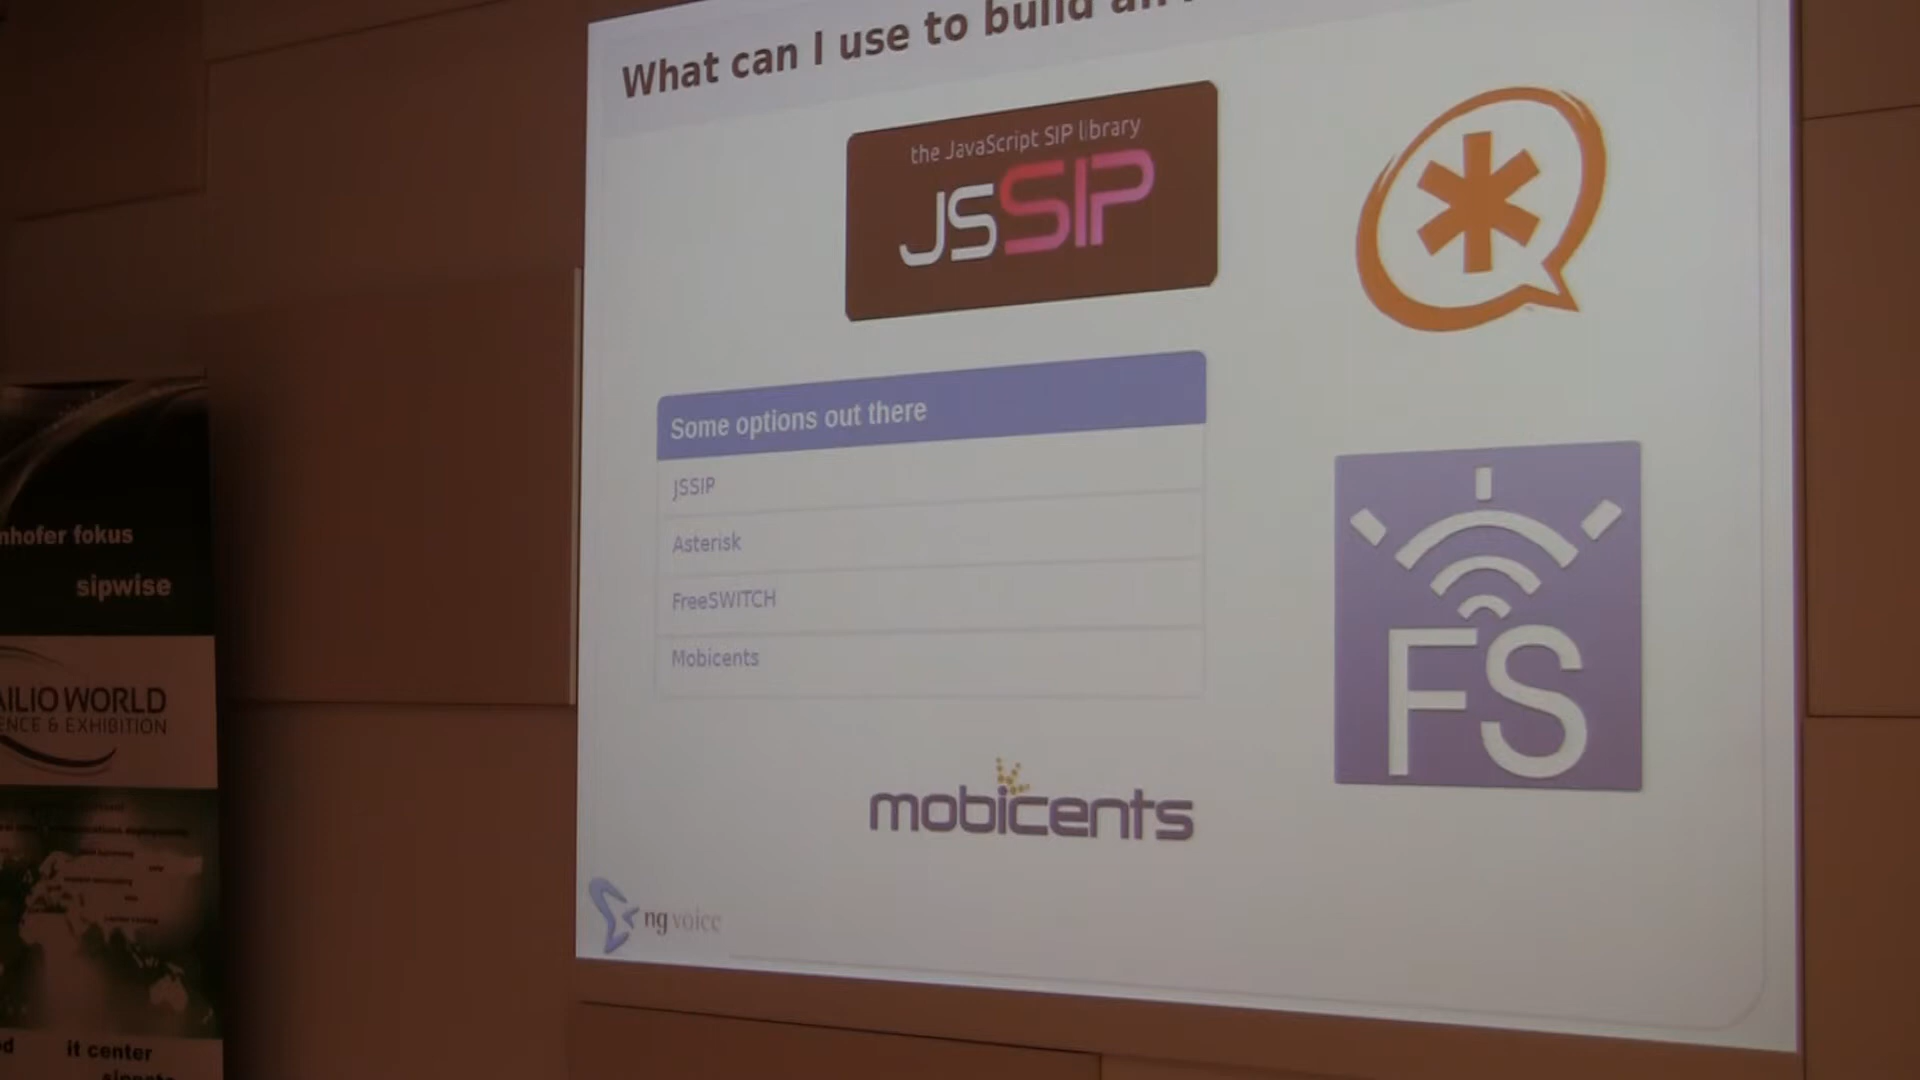 What can I use to build an
the JavaScript SIP library
JSSIP
Some options out there
JSSIP
Asterisk
FreeSWITCH
Mobicents
FS
mobicents
ng voice
nhofer fokus
sipwise
AILIO WORLD
ENCE & EXHIBITION
it center